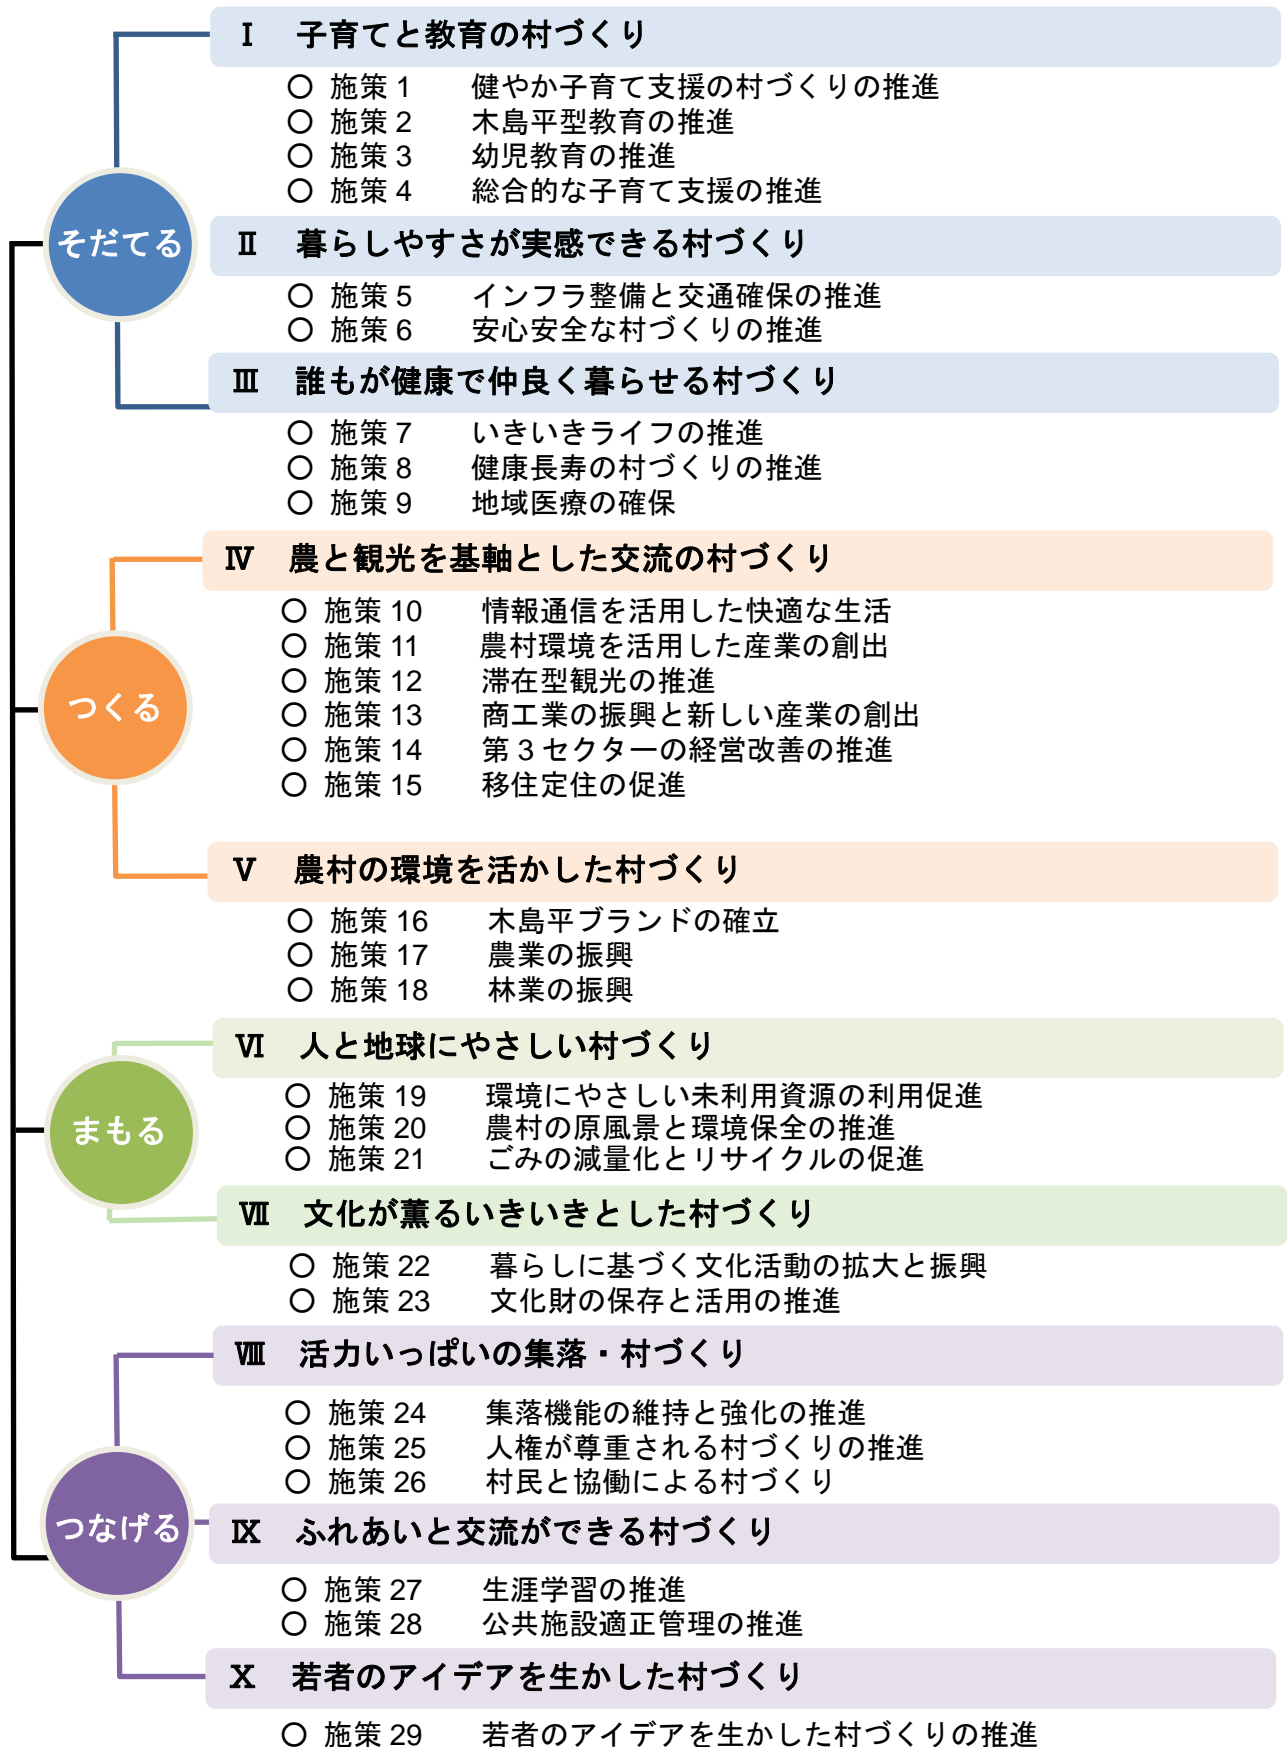 Ⅰ 子育てと教育の村づくり
〇 施策 1 健やか子育て支援の村づくりの推進
〇 施策 2 木島平型教育の推進
〇 施策 3 幼児教育の推進
〇 施策 4 総合的な子育て支援の推進
そだてる
Ⅱ 暮らしやすさが実感できる村づくり
〇 施策 5 インフラ整備と交通確保の推進
〇 施策 6 安心安全な村づくりの推進
Ⅲ 誰もが健康で仲良く暮らせる村づくり
〇 施策 7 いきいきライフの推進
〇 施策 8 健康長寿の村づくりの推進
〇 施策 9 地域医療の確保
Ⅳ 農と観光を基軸とした交流の村づくり
〇 施策 10 情報通信を活用した快適な生活
〇 施策 11 農村環境を活用した産業の創出
〇 施策 12 滞在型観光の推進
つくる
〇 施策 13 商工業の振興と新しい産業の創出
〇 施策 14 第 3 セクターの経営改善の推進
〇 施策 15 移住定住の促進
Ⅴ 農村の環境を活かした村づくり
〇 施策 16 木島平ブランドの確立
〇 施策 17 農業の振興
〇 施策 18 林業の振興
Ⅵ 人と地球にやさしい村づくり
〇 施策 19 環境にやさしい未利用資源の利用促進
〇 施策 20 農村の原風景と環境保全の推進
まもる
〇 施策 21 ごみの減量化とリサイクルの促進
Ⅶ 文化が薫るいきいきとした村づくり
〇 施策 22 暮らしに基づく文化活動の拡大と振興
〇 施策 23 文化財の保存と活用の推進
Ⅷ 活力いっぱいの集落・村づくり
〇 施策 24 集落機能の維持と強化の推進
〇 施策 25 人権が尊重される村づくりの推進
〇 施策 26 村民と協働による村づくり
つなげる
Ⅸ ふれあいと交流ができる村づくり
〇 施策 27 生涯学習の推進
〇 施策 28 公共施設適正管理の推進
Ⅹ 若者のアイデアを生かした村づくり
〇 施策 29 若者のアイデアを生かした村づくりの推進